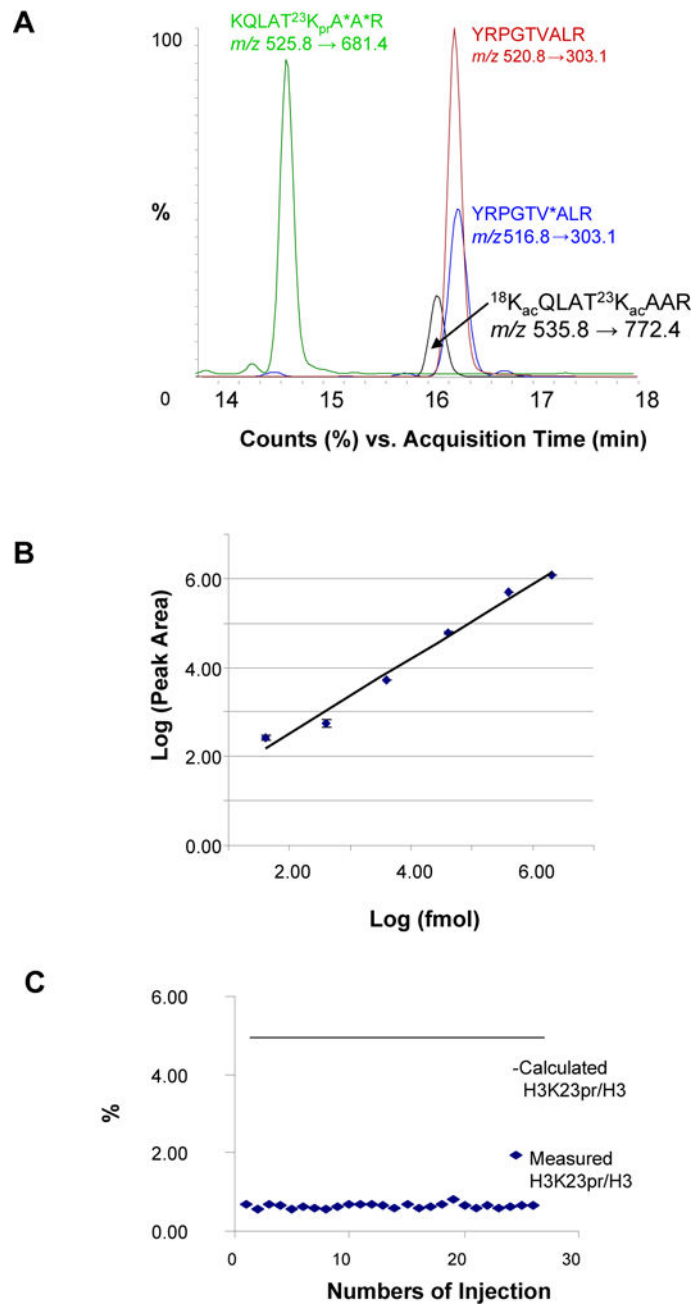 A
KQLAT²³KprA*A*R
m/z 525.8 → 681.4
YRPGTVALR
m/z 520.8→303.1
100
%
YRPGTV*ALR
m/z516.8→303.1
¹⁸KacQLAT²³KacAAR
m/z 535.8 → 772.4
0
14 15 16 17 18
Counts (%) vs. Acquisition Time (min)
B
Log (Peak Area)
6.00
4.00
2.00
0.00
2.00 4.00 6.00
Log (fmol)
C
%
6.00
4.00
2.00
0.00
-Calculated
H3K23pr/H3
Measured
H3K23pr/H3
0 10 20 30
Numbers of Injection